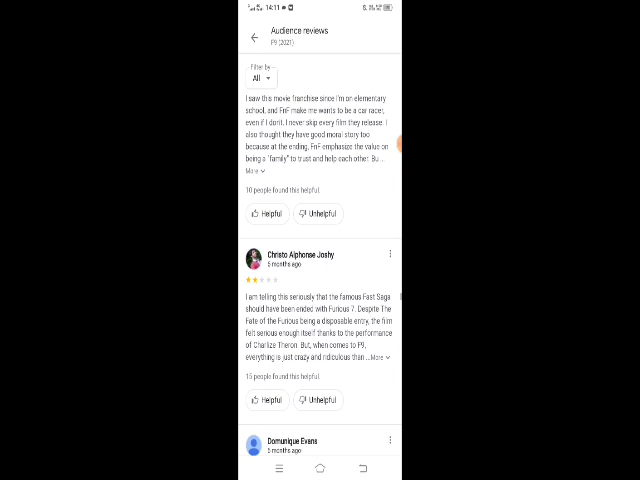 14:11
Audience reviews
F9 (2021)
Filter by
All
I saw this movie franchise since I'm on elementary
school, and FnF make me wants to be a car racer,
even if I don't. I never skip every film they release. I
also thought they have good moral story too
because at the ending, FnF emphasize the value on
being a "family" to trust and help each other. Bu ...
More
10 people found this helpful.
Helpful Unhelpful
Christo Alphonse Joshy
5 months ago
I am telling this seriously that the famous Fast Saga
should have been ended with Furious 7. Despite The
Fate of the Furious being a disposable entry, the film
felt serious enough itself thanks to the performance
of Charlize Theron. But, when comes to F9,
everything is just crazy and ridiculous than ... More
15 people found this helpful.
Helpful Unhelpful
Domunique Evans
5 months ago